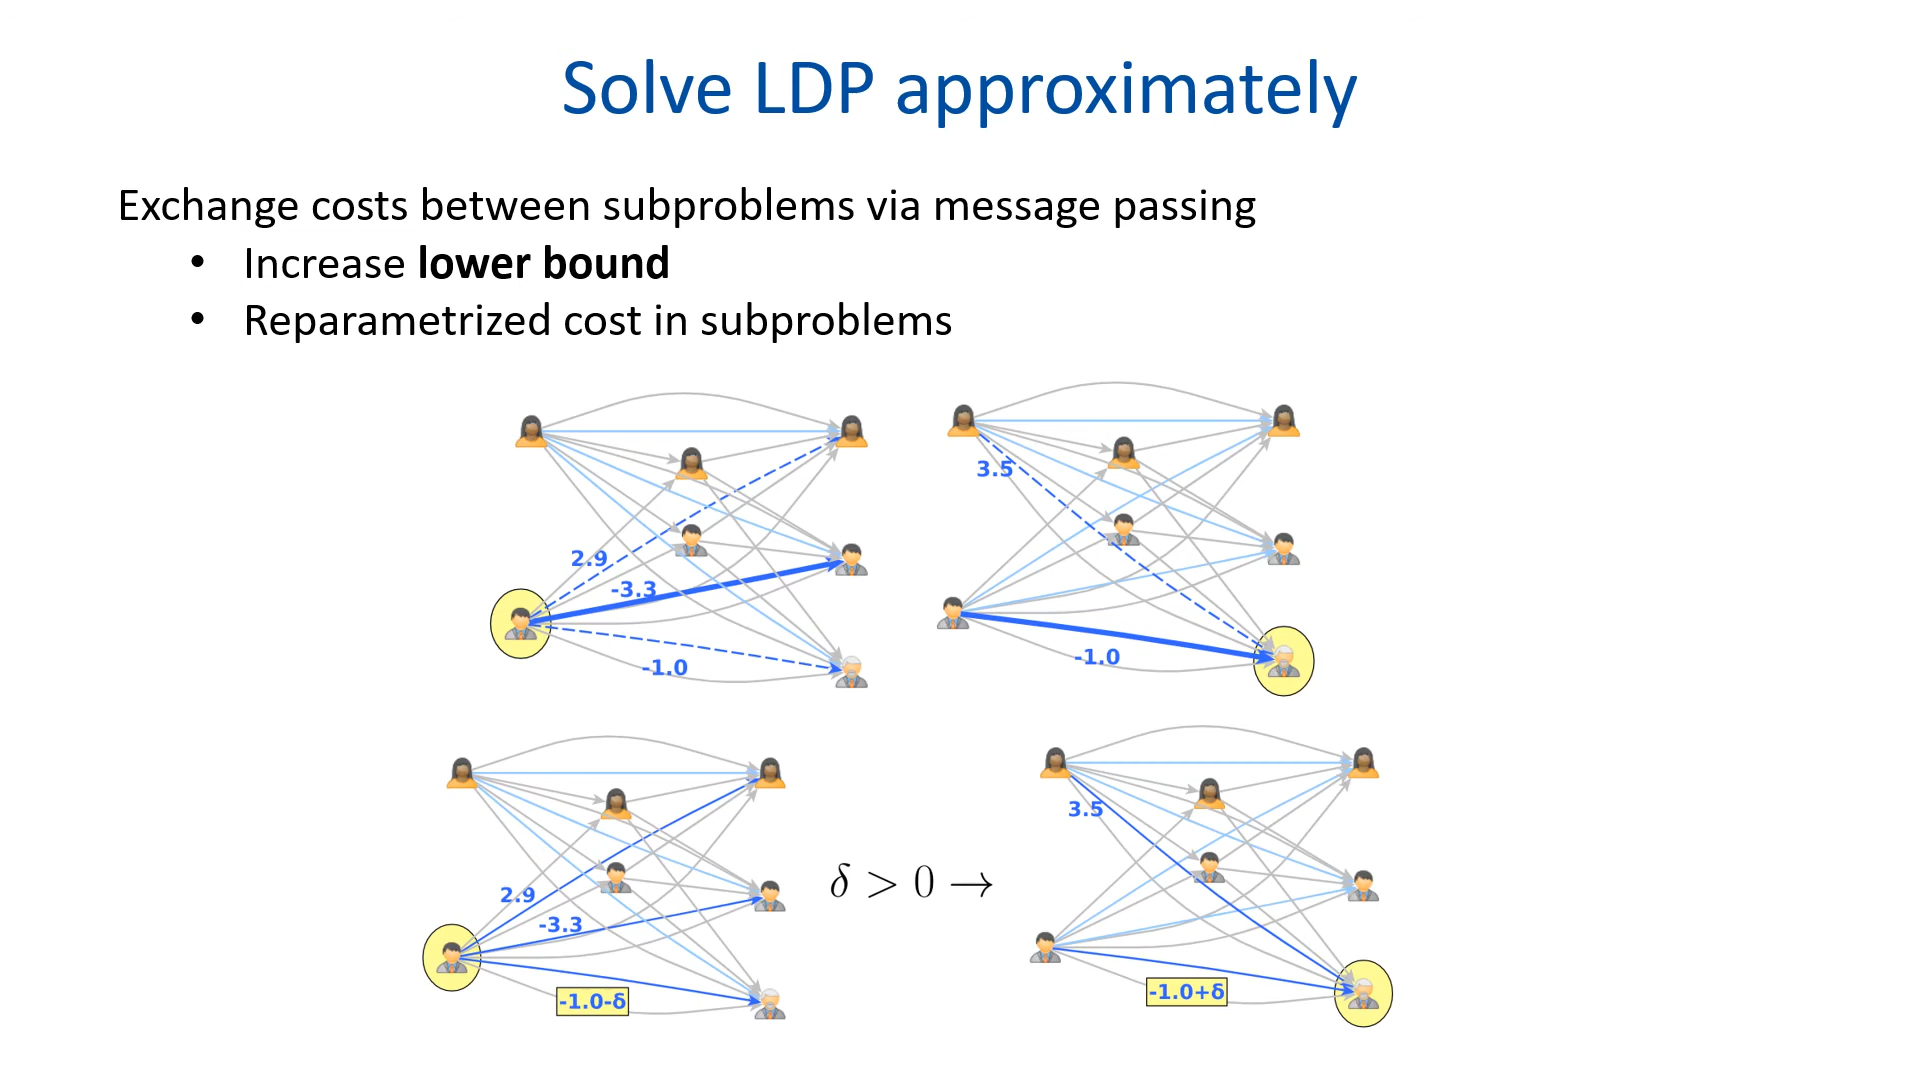 Solve LDP approximately
Exchange costs between subproblems via message passing
• Increase lower bound
• Reparametrized cost in subproblems
2.9
-3.3
-1.0
3.5
-1.0
2.9
-3.3
-1.0-δ
δ > 0 →
3.5
-1.0+δ